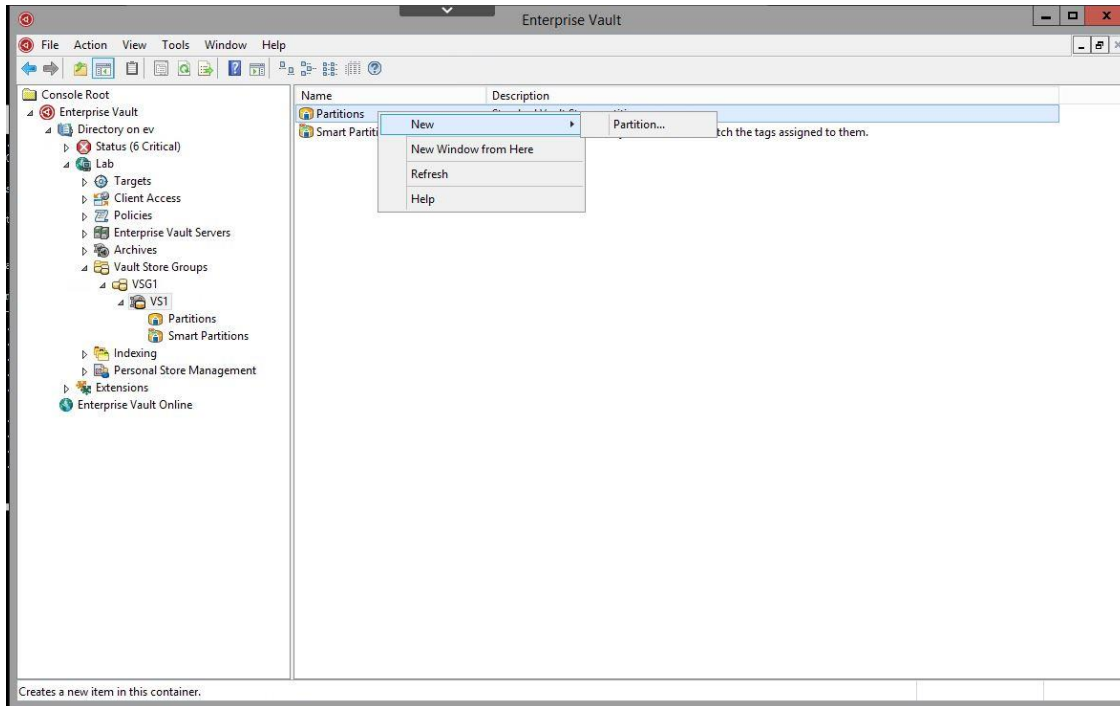 Enterprise Vault
File Action View Tools Window Help
Console Root
Enterprise Vault
Directory on ev
Status (6 Critical)
Lab
Targets
Client Access
Policies
Enterprise Vault Servers
Archives
Vault Store Groups
VSG1
VS1
Partitions
Smart Partitions
Indexing
Personal Store Management
Extensions
Enterprise Vault Online
Name Description
Partitions
Smart tch the tags assigned to them.
New Partition...
New Window from Here
Refresh
Help
Creates a new item in this container.